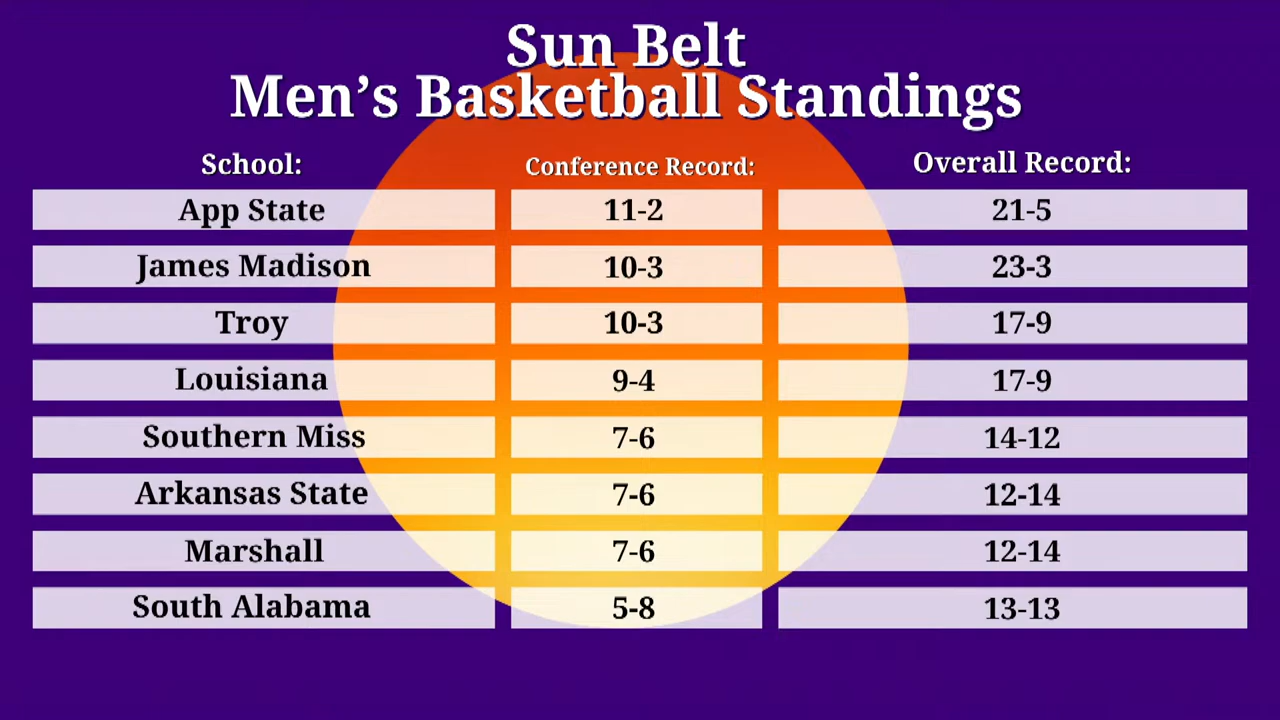 Sun Belt
Men’s Basketball Standings
School: Conference Record: Overall Record:
App State 11-2 21-5
James Madison 10-3 23-3
Troy 10-3 17-9
Louisiana 9-4 17-9
Southern Miss 7-6 14-12
Arkansas State 7-6 12-14
Marshall 7-6 12-14
South Alabama 5-8 13-13